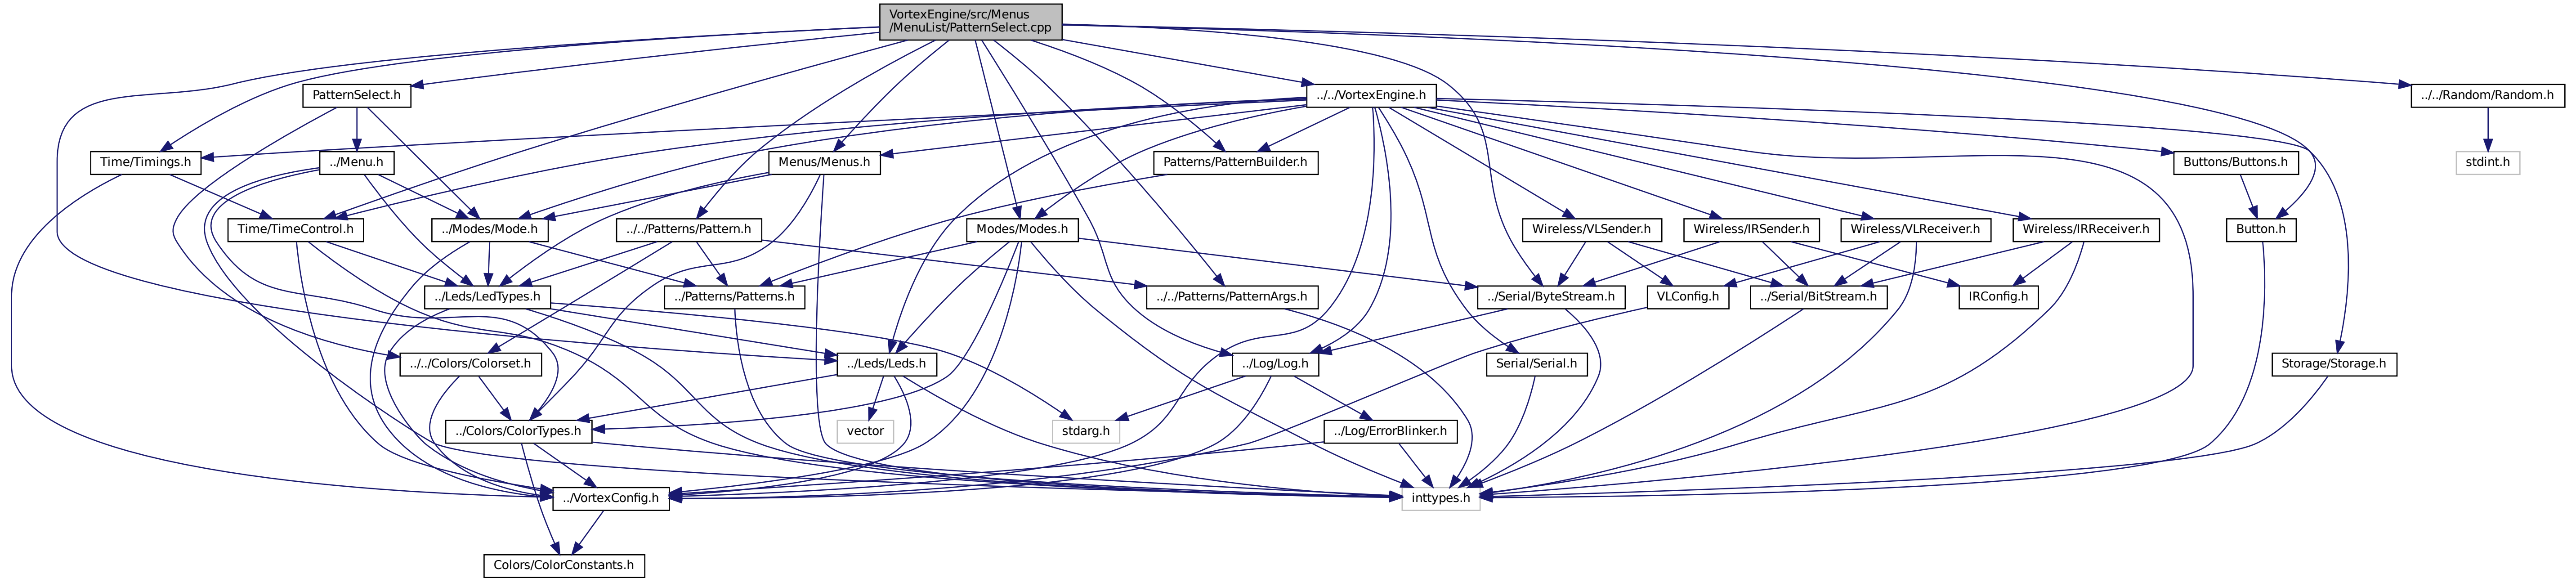 VortexEngine/src/Menus
/MenuList/PatternSelect.cpp
PatternSelect.h
../../VortexEngine.h
../../Random/Random.h
Time/Timings.h
../Menu.h
Menus/Menus.h
Patterns/PatternBuilder.h
Buttons/Buttons.h
stdint.h
Time/TimeControl.h
../Modes/Mode.h
../../Patterns/Pattern.h
Modes/Modes.h
Wireless/VLSender.h
Wireless/IRSender.h
Wireless/VLReceiver.h
Wireless/IRReceiver.h
Button.h
../Leds/LedTypes.h
../Patterns/Patterns.h
../../Patterns/PatternArgs.h
../Serial/ByteStream.h
VLConfig.h
../Serial/BitStream.h
IRConfig.h
../../Colors/Colorset.h
../Leds/Leds.h
../Log/Log.h
Serial/Serial.h
Storage/Storage.h
../Colors/ColorTypes.h
vector
stdarg.h
../Log/ErrorBlinker.h
../VortexConfig.h
inttypes.h
Colors/ColorConstants.h